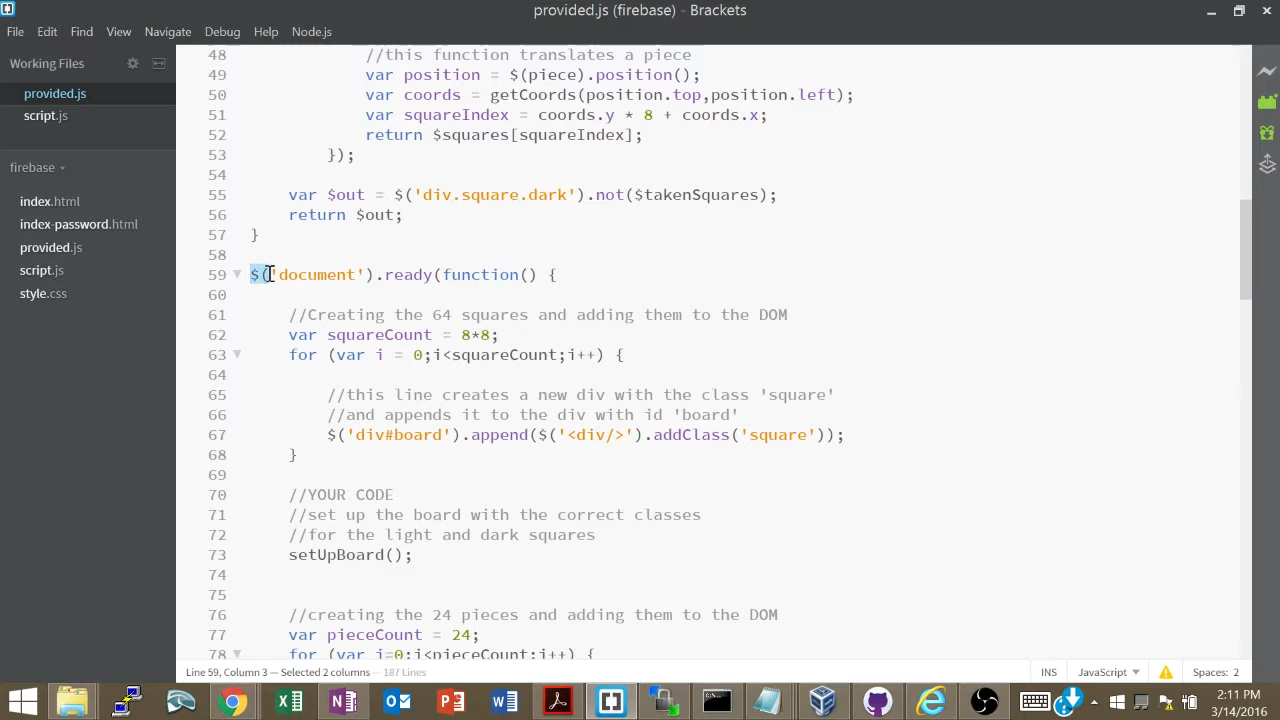 provided.js (firebase) - Brackets
File Edit Find View Navigate Debug Help Node.js
Working Files
provided.js
script.js
firebase
index.html
index-password.html
provided.js
script.js
style.css
48 //this function translates a piece
49 var position = $(piece).position();
50 var coords = getCoords(position.top,position.left);
51 var squareIndex = coords.y * 8 + coords.x;
52 return $squares[squareIndex];
53 });
54
55 var $out = $('div.square.dark').not($takenSquares);
56 return $out;
57 }
58
59 $('document').ready(function() {
60
61 //Creating the 64 squares and adding them to the DOM
62 var squareCount = 8*8;
63 for (var i = 0;i<squareCount;i++) {
64
65 //this line creates a new div with the class 'square'
66 //and appends it to the div with id 'board'
67 $('div#board').append($('<div/>').addClass('square'));
68 }
69
70 //YOUR CODE
71 //set up the board with the correct classes
72 //for the light and dark squares
73 setUpBoard();
74
75
76 //creating the 24 pieces and adding them to the DOM
77 var pieceCount = 24;
78 for (var i=0;i<pieceCount;i++) {
Line 59, Column 3 — Selected 2 columns — 187 Lines
INS JavaScript Spaces: 2
2:11 PM
3/14/2016